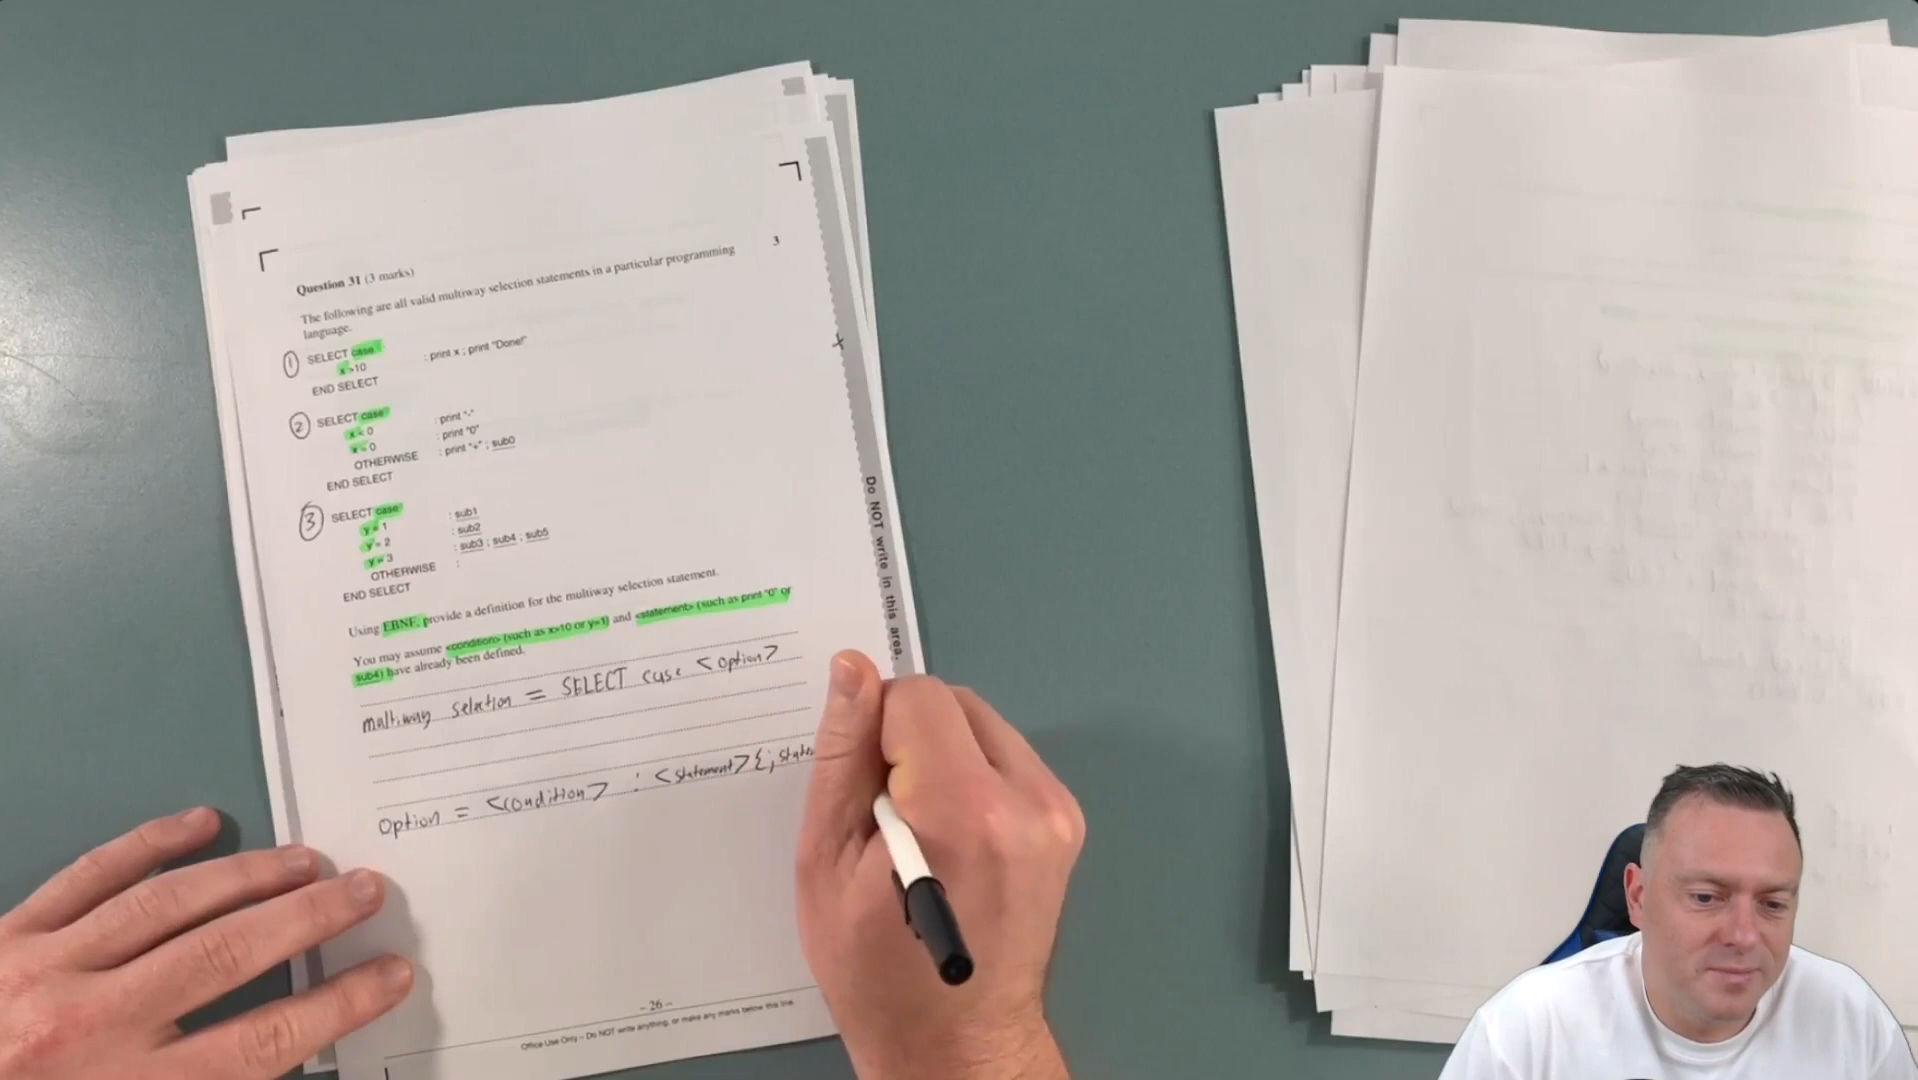 3
Question 31 (3 marks)
The following are all valid multiway selection statements in a particular programming
language.
① SELECT case
x >10 : print x ; print "Done!"
END SELECT
② SELECT case
x < 0 : print "-"
x = 0 : print "0"
OTHERWISE : print "+" ; sub0
END SELECT
③ SELECT case
y = 1 : sub1
y = 2 : sub2
y = 3 : sub3 ; sub4 ; sub5
OTHERWISE :
END SELECT
Using EBNF, provide a definition for the multiway selection statement.
You may assume <condition> (such as x>10 or y=1) and <statement> (such as print "0" or
sub4) have already been defined.
multiway selection = SELECT case <option>
Option = <condition> : <statement> {; state
– 26 –
Office Use Only – Do NOT write anything, or make any marks below this line.
Do NOT write in this area.